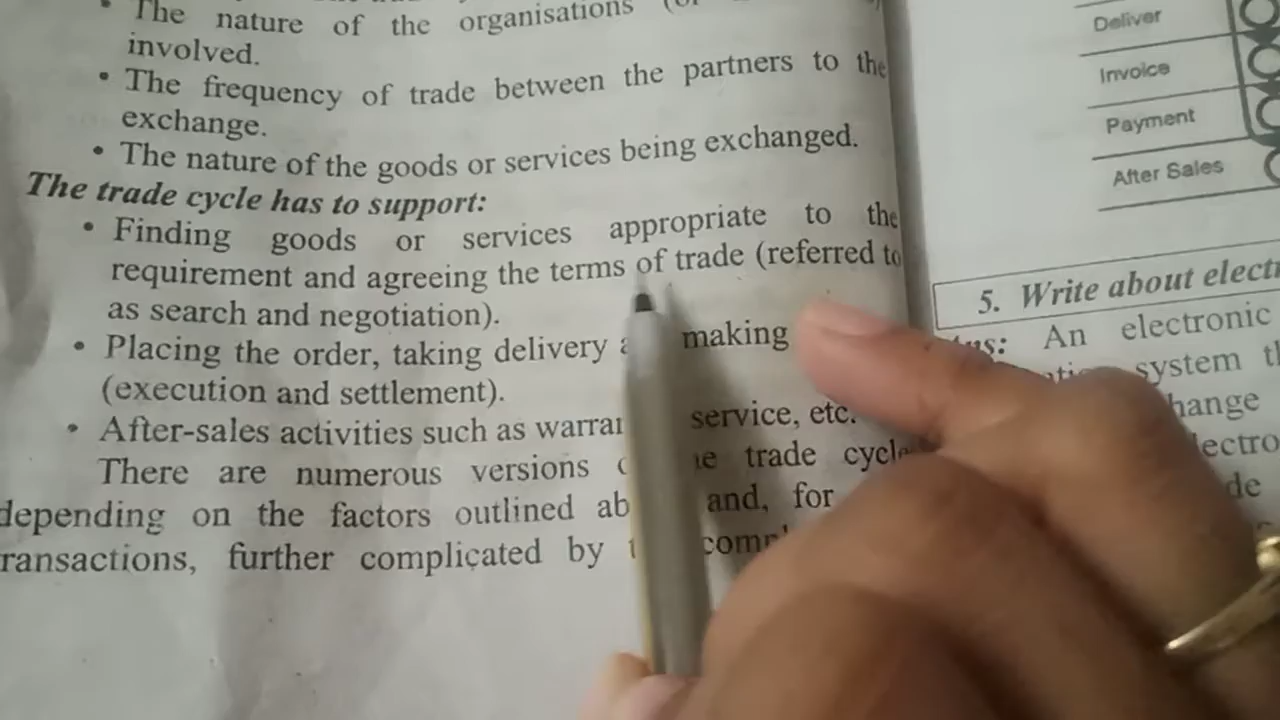 The nature of the organisations
involved.
• The frequency of trade between the partners to the
exchange.
• The nature of the goods or services being exchanged.
The trade cycle has to support:
• Finding goods or services appropriate to the
requirement and agreeing the terms of trade (referred to
as search and negotiation).
• Placing the order, taking delivery making
(execution and settlement).
• After-sales activities such as service, etc.
There are numerous versions trade
depending on the factors outlined and, for
further complicated by
Deliver
Invoice
Payment
After Sales
5. Write about
An electronic
system